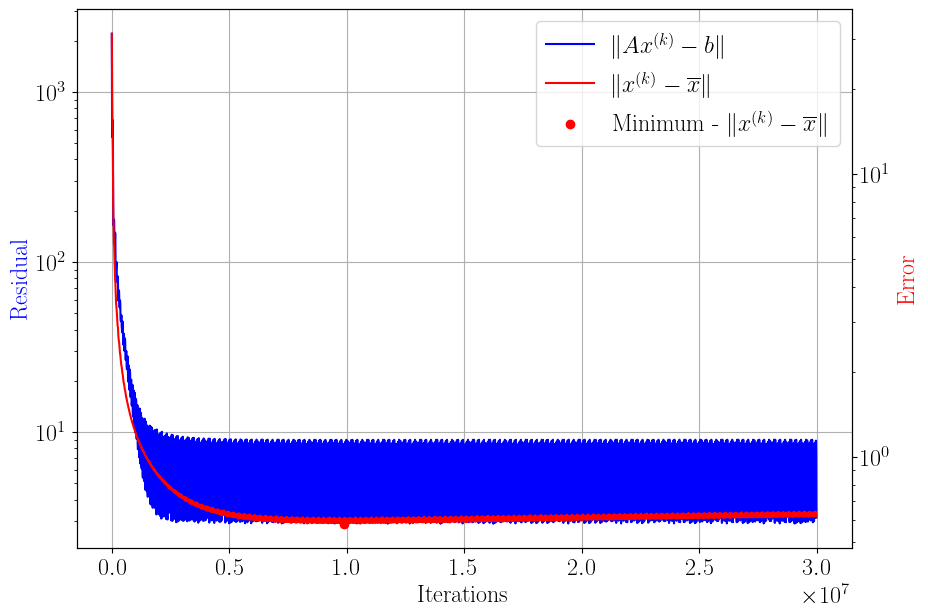 ‖Ax^{(k)} − b‖
‖x^{(k)} − x̅‖
Minimum - ‖x^{(k)} − x̅‖
10^3
10^2
10^1
Residual
10^1
10^0
Error
0.0 0.5 1.0 1.5 2.0 2.5 3.0
Iterations
×10^7